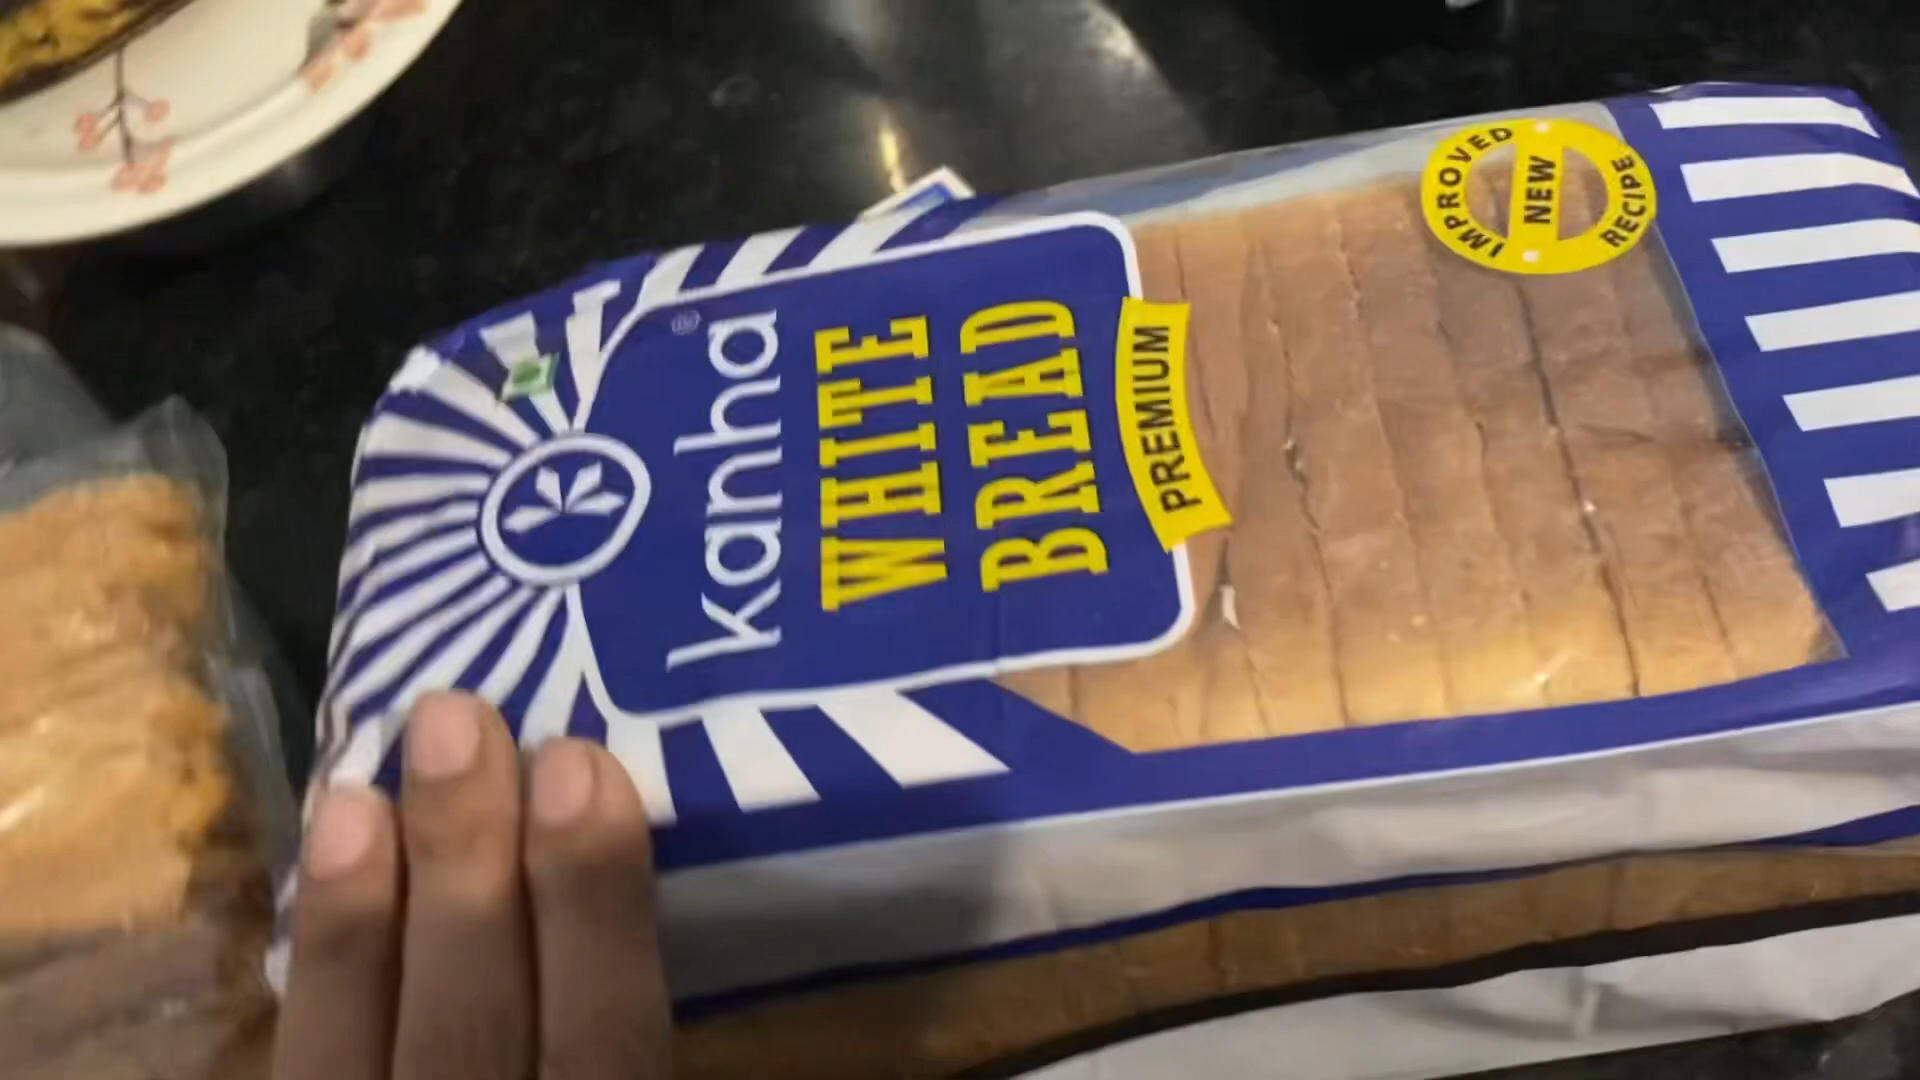 kanha
WHITE
BREAD
PREMIUM
IMPROVED
NEW
RECIPE